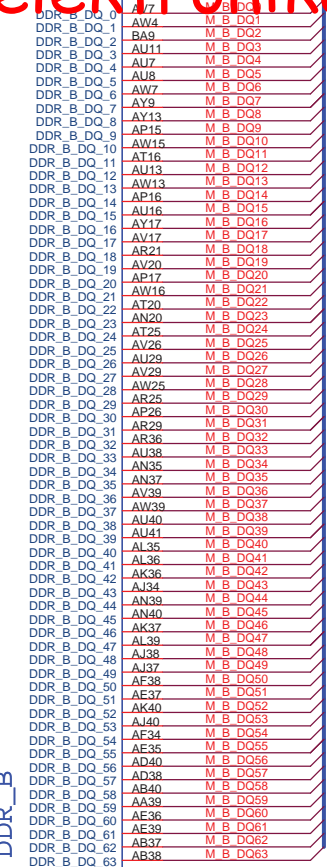 DDR_B_DQ_0 AV7
DDR_B_DQ_1 AW4 M_B_DQ1
DDR_B_DQ_2 BA9 M_B_DQ2
DDR_B_DQ_3 AU11 M_B_DQ3
DDR_B_DQ_4 AU7 M_B_DQ4
DDR_B_DQ_5 AU8 M_B_DQ5
DDR_B_DQ_6 AW7 M_B_DQ6
DDR_B_DQ_7 AY9 M_B_DQ7
DDR_B_DQ_8 AY13 M_B_DQ8
DDR_B_DQ_9 AP15 M_B_DQ9
DDR_B_DQ_10 AW15 M_B_DQ10
DDR_B_DQ_11 AT16 M_B_DQ11
DDR_B_DQ_12 AU13 M_B_DQ12
DDR_B_DQ_13 AW13 M_B_DQ13
DDR_B_DQ_14 AP16 M_B_DQ14
DDR_B_DQ_15 AU16 M_B_DQ15
DDR_B_DQ_16 AY17 M_B_DQ16
DDR_B_DQ_17 AV17 M_B_DQ17
DDR_B_DQ_18 AR21 M_B_DQ18
DDR_B_DQ_19 AV20 M_B_DQ19
DDR_B_DQ_20 AP17 M_B_DQ20
DDR_B_DQ_21 AW16 M_B_DQ21
DDR_B_DQ_22 AT20 M_B_DQ22
DDR_B_DQ_23 AN20 M_B_DQ23
DDR_B_DQ_24 AT25 M_B_DQ24
DDR_B_DQ_25 AV26 M_B_DQ25
DDR_B_DQ_26 AU29 M_B_DQ26
DDR_B_DQ_27 AV29 M_B_DQ27
DDR_B_DQ_28 AW25 M_B_DQ28
DDR_B_DQ_29 AR25 M_B_DQ29
DDR_B_DQ_30 AP26 M_B_DQ30
DDR_B_DQ_31 AR29 M_B_DQ31
DDR_B_DQ_32 AR36 M_B_DQ32
DDR_B_DQ_33 AU38 M_B_DQ33
DDR_B_DQ_34 AN35 M_B_DQ34
DDR_B_DQ_35 AN37 M_B_DQ35
DDR_B_DQ_36 AV39 M_B_DQ36
DDR_B_DQ_37 AW39 M_B_DQ37
DDR_B_DQ_38 AU40 M_B_DQ38
DDR_B_DQ_39 AU41 M_B_DQ39
DDR_B_DQ_40 AL35 M_B_DQ40
DDR_B_DQ_41 AL36 M_B_DQ41
DDR_B_DQ_42 AK36 M_B_DQ42
DDR_B_DQ_43 AJ34 M_B_DQ43
DDR_B_DQ_44 AN39 M_B_DQ44
DDR_B_DQ_45 AN40 M_B_DQ45
DDR_B_DQ_46 AK37 M_B_DQ46
DDR_B_DQ_47 AL39 M_B_DQ47
DDR_B_DQ_48 AJ38 M_B_DQ48
DDR_B_DQ_49 AJ37 M_B_DQ49
DDR_B_DQ_50 AF38 M_B_DQ50
DDR_B_DQ_51 AE37 M_B_DQ51
DDR_B_DQ_52 AK40 M_B_DQ52
DDR_B_DQ_53 AJ40 M_B_DQ53
DDR_B_DQ_54 AF34 M_B_DQ54
DDR_B_DQ_55 AE35 M_B_DQ55
DDR_B_DQ_56 AD40 M_B_DQ56
DDR_B_DQ_57 AD38 M_B_DQ57
DDR_B_DQ_58 AB40 M_B_DQ58
DDR_B_DQ_59 AA39 M_B_DQ59
DDR_B_DQ_60 AE36 M_B_DQ60
DDR_B_DQ_61 AE39 M_B_DQ61
DDR_B_DQ_62 AB37 M_B_DQ62
DDR_B_DQ_63 AB38 M_B_DQ63
DDR_B